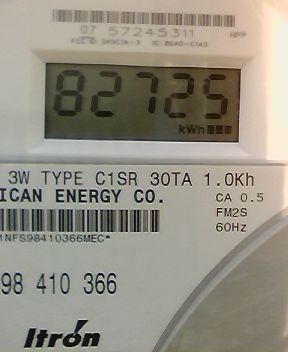 07 57245311
NPP
82725
kWh
3W TYPE C1SR 30TA 1.0Kh
ICAN ENERGY CO.
CA 0.5
FM2S
60Hz
1NFS98410366MEC*
98 410 366
Itron